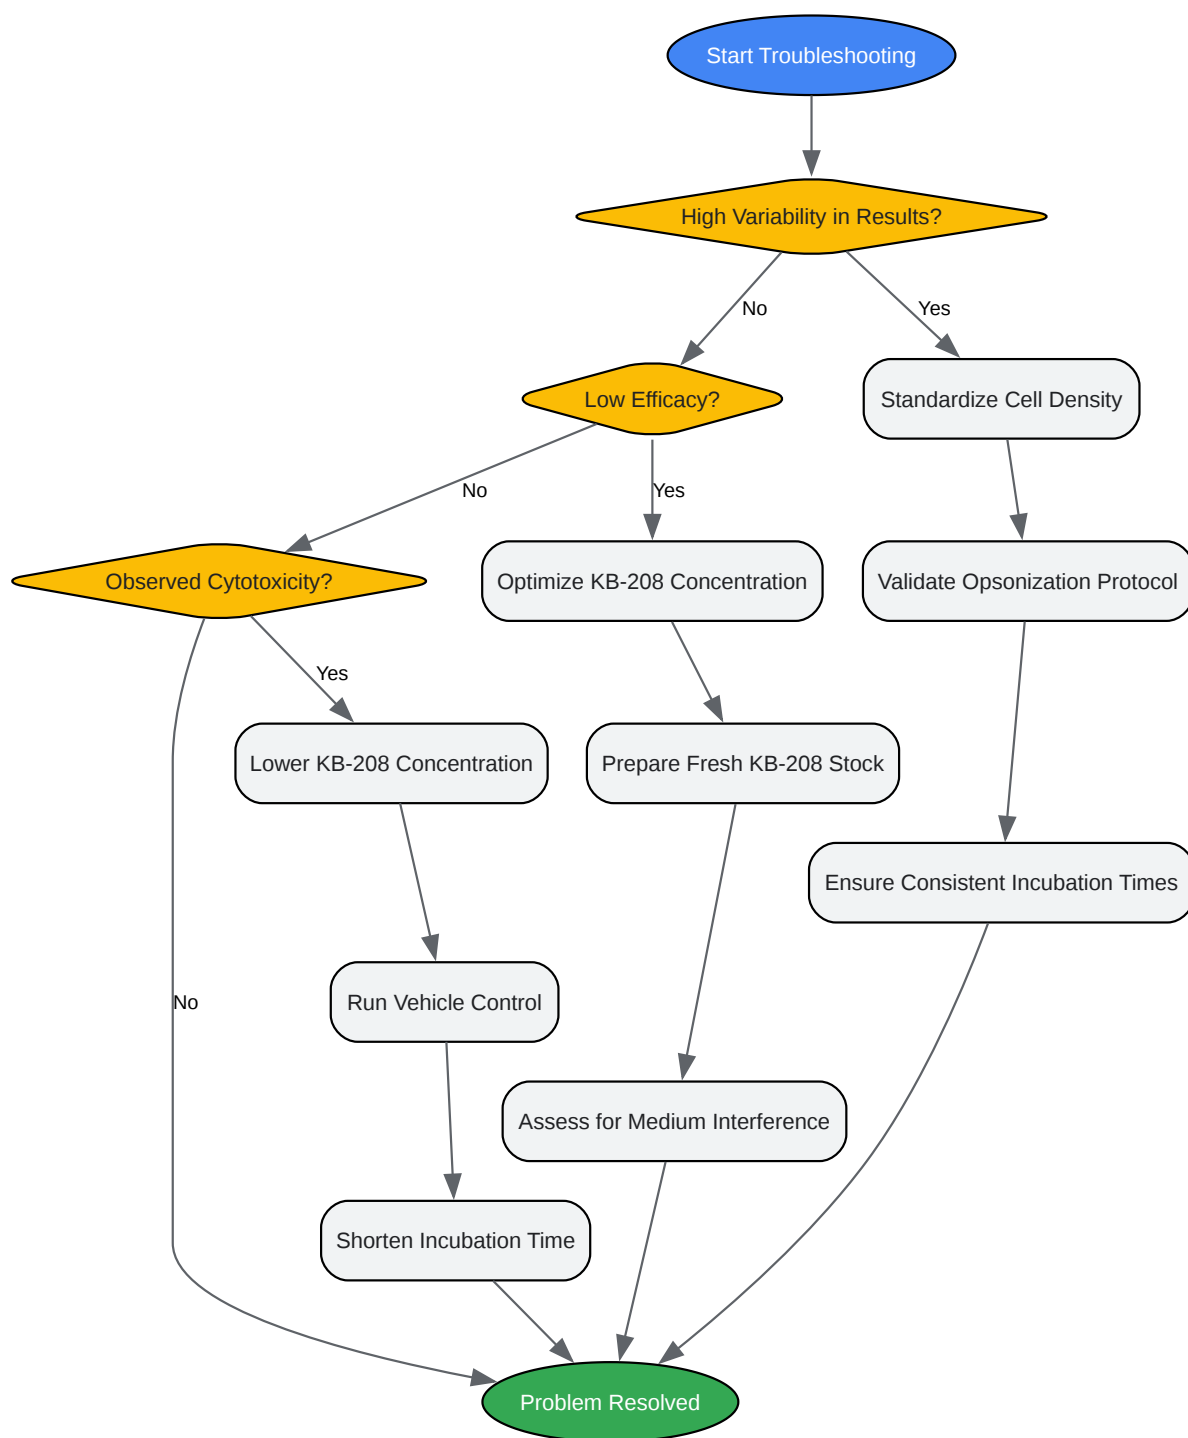 Start Troubleshooting
High Variability in Results?
No
Yes
Low Efficacy?
Standardize Cell Density
No
Yes
Observed Cytotoxicity?
Optimize KB-208 Concentration
Validate Opsonization Protocol
Yes
Lower KB-208 Concentration
Prepare Fresh KB-208 Stock
Ensure Consistent Incubation Times
No
Run Vehicle Control
Assess for Medium Interference
Shorten Incubation Time
Problem Resolved